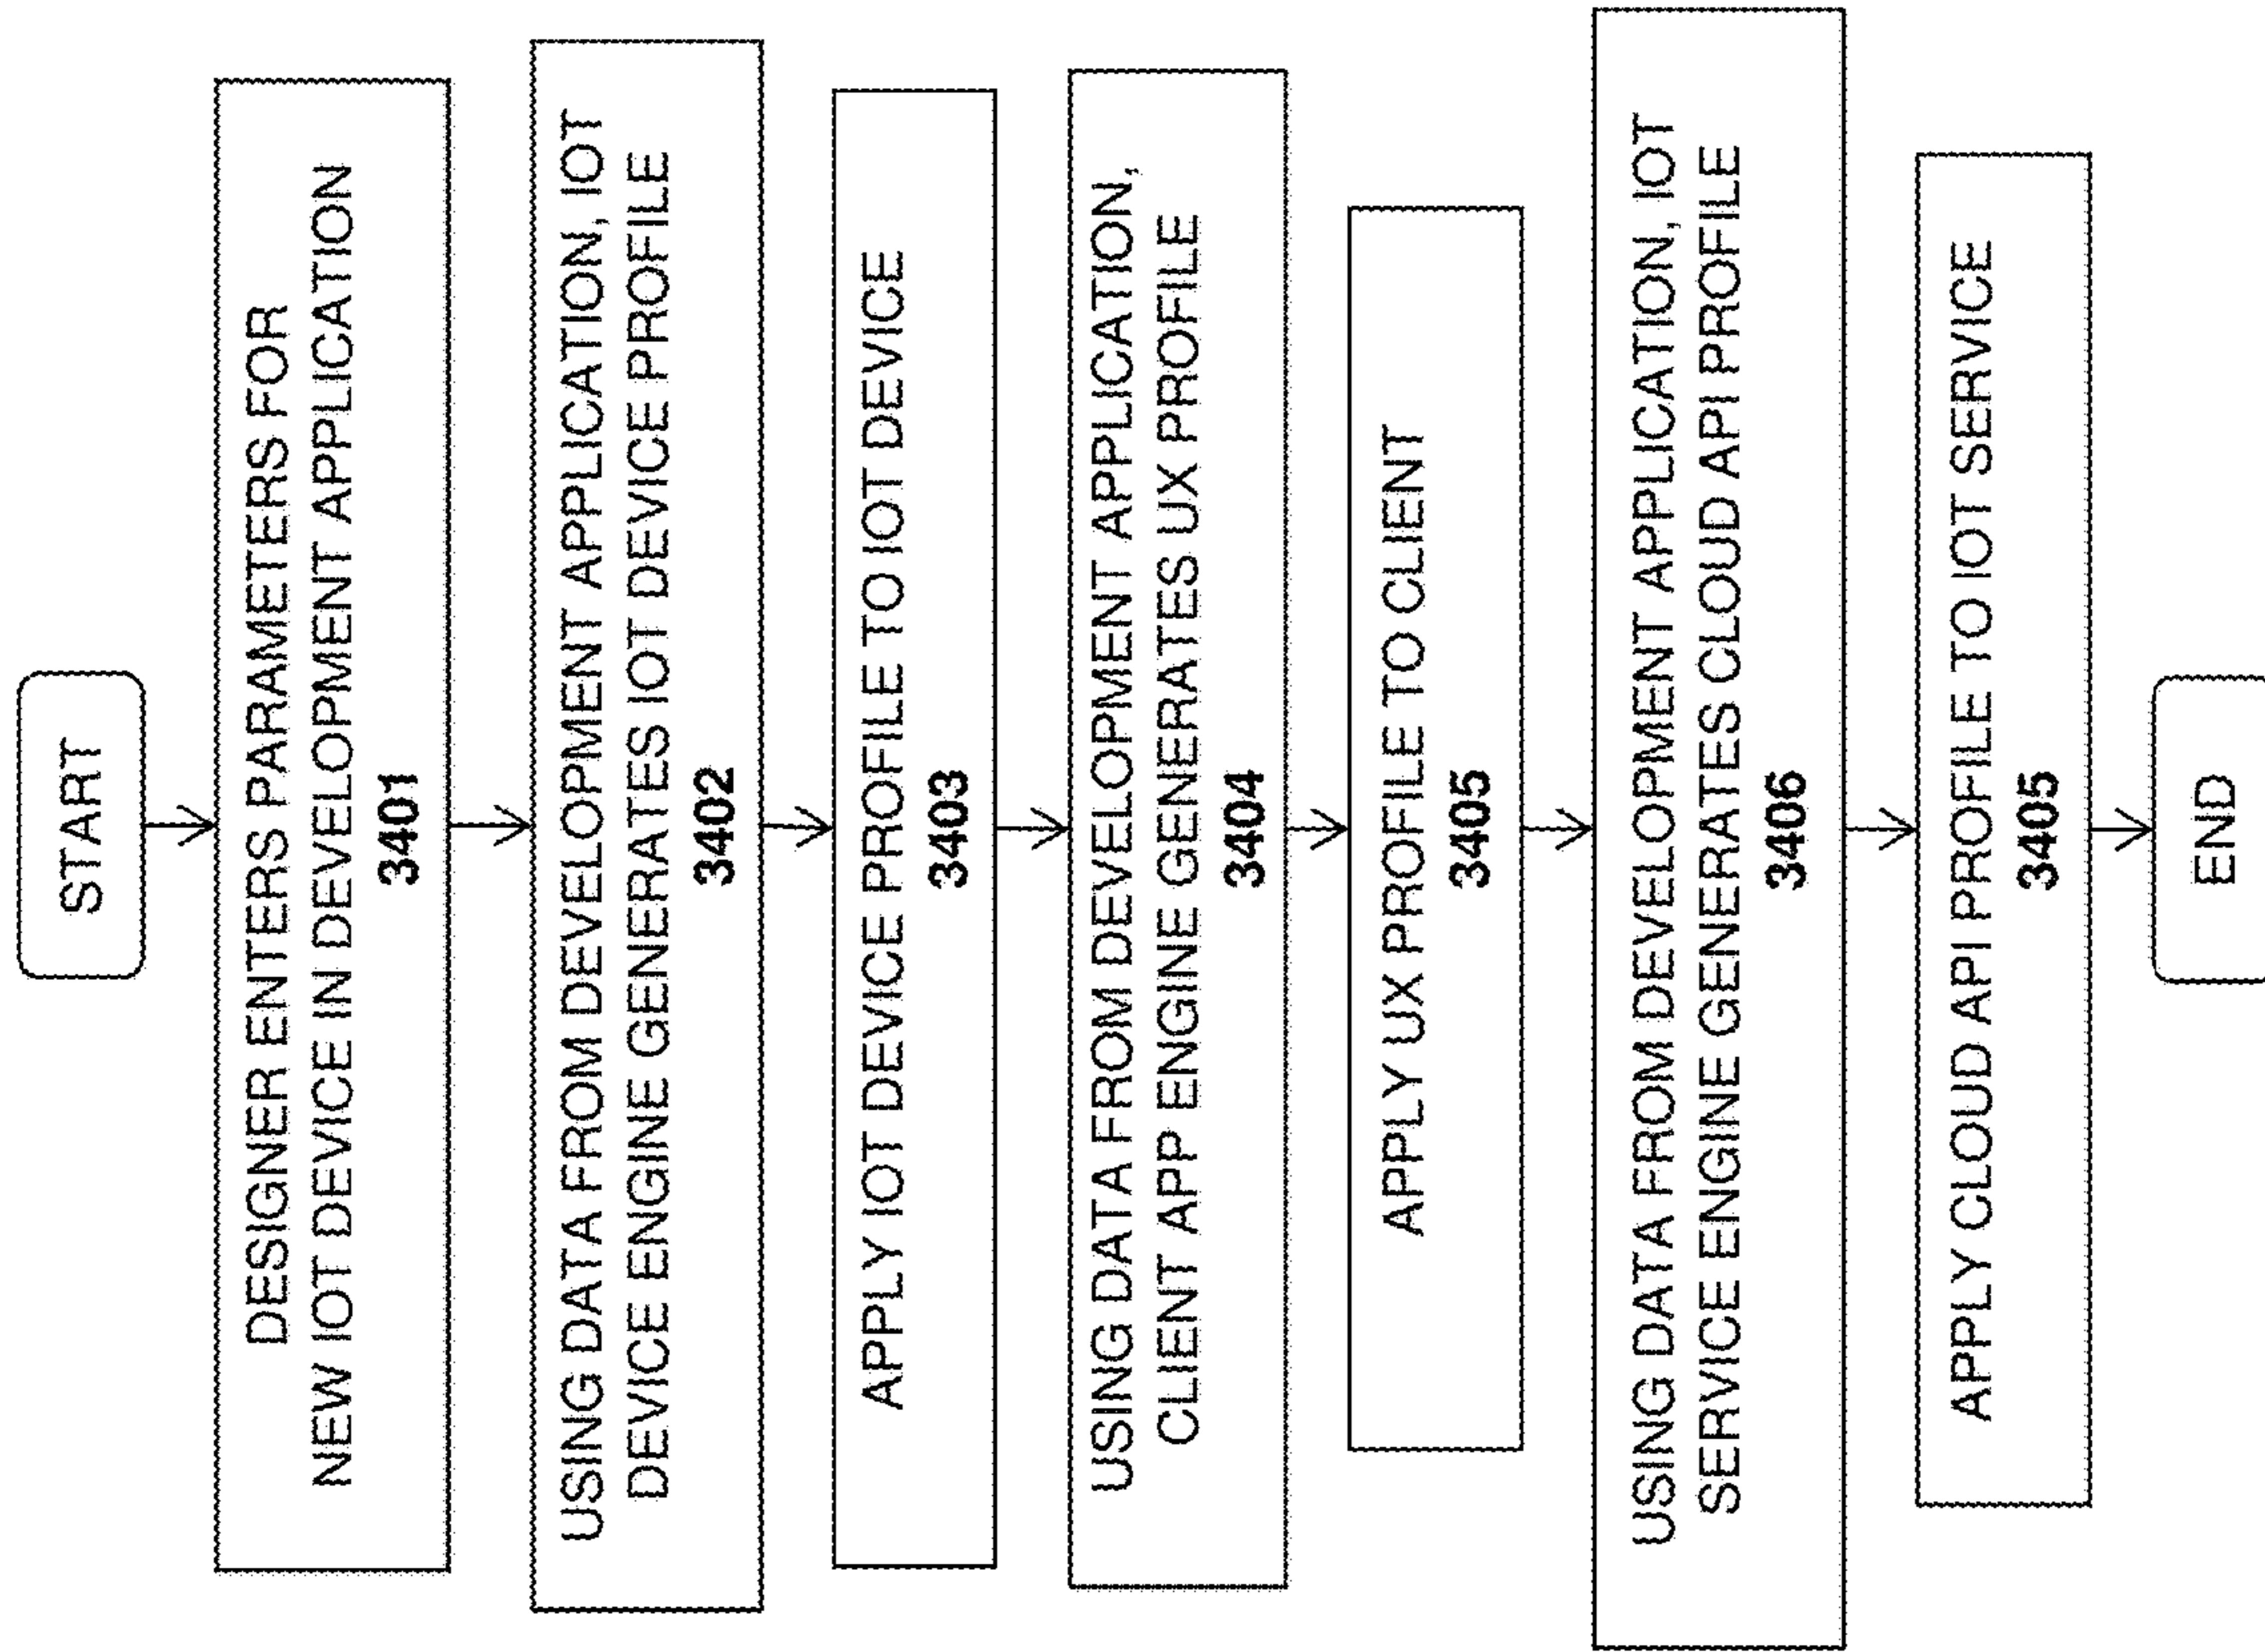 START
DESIGNER ENTERS PARAMETERS FOR
NEW IOT DEVICE IN DEVELOPMENT APPLICATION
3401
USING DATA FROM DEVELOPMENT APPLICATION, IOT
DEVICE ENGINE GENERATES IOT DEVICE PROFILE
3402
APPLY IOT DEVICE PROFILE TO IOT DEVICE
3403
USING DATA FROM DEVELOPMENT APPLICATION,
CLIENT APP ENGINE GENERATES UX PROFILE
3404
APPLY UX PROFILE TO CLIENT
3405
USING DATA FROM DEVELOPMENT APPLICATION, IOT
SERVICE ENGINE GENERATES CLOUD API PROFILE
3406
APPLY CLOUD API PROFILE TO IOT SERVICE
3405
END